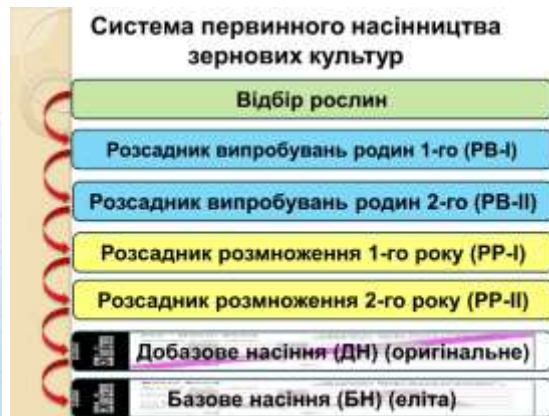 Система первинного насінництва
зернових культур
Відбір рослин
Розсадник випробувань родин 1-го (РВ-I)
Розсадник випробувань родин 2-го (РВ-II)
Розсадник розмноження 1-го року (РР-I)
Розсадник розмноження 2-го року (РР-II)
Добазове насіння (ДН) (оригінальне)
Базове насіння (БН) (еліта)